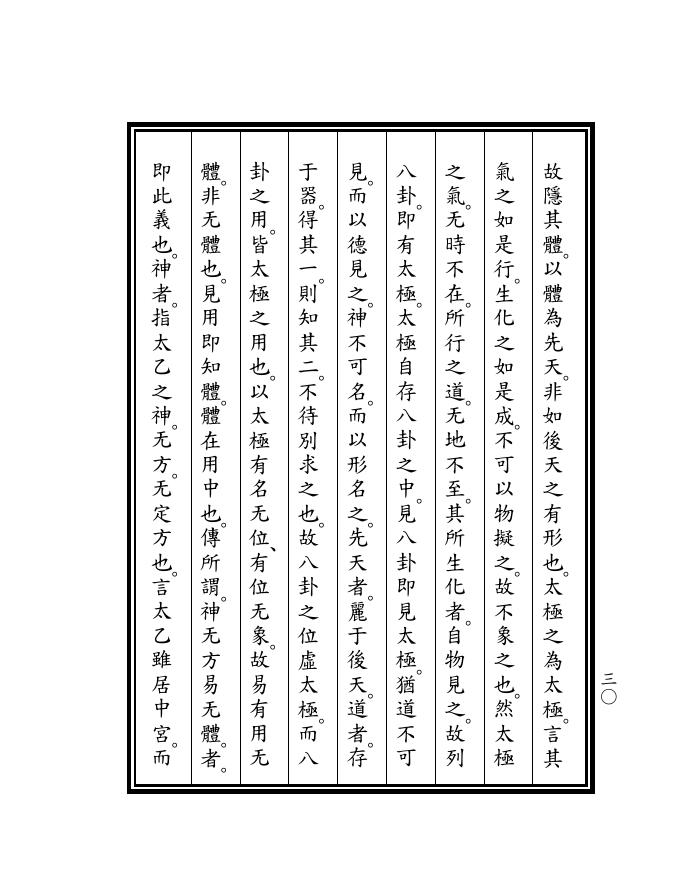 故隱其體。以體為先天。非如後天之有形也。太極之為太極。言其
氣之如是行。生化之如是成。不可以物擬之。故不象之也。然太極
之氣。无時不在。所行之道。无地不至。其所生化者。自物見之。故列
八卦。即有太極。太極自存八卦之中。見八卦即見太極。猶道不可
見。而以德見之。神不可名。而以形名之。先天者。麗于後天。道者。存
于器。得其一。則知其二。不待別求之也。故八卦之位虛太極。而八
卦之用。皆太極之用也。以太極有名无位、有位无象。故易有用无
體。非无體也。見用即知體。體在用中也。傳所謂。神无方易无體。者。
即此義也。神者。指太乙之神。无方。无定方也。言太乙雖居中宮。而
三〇